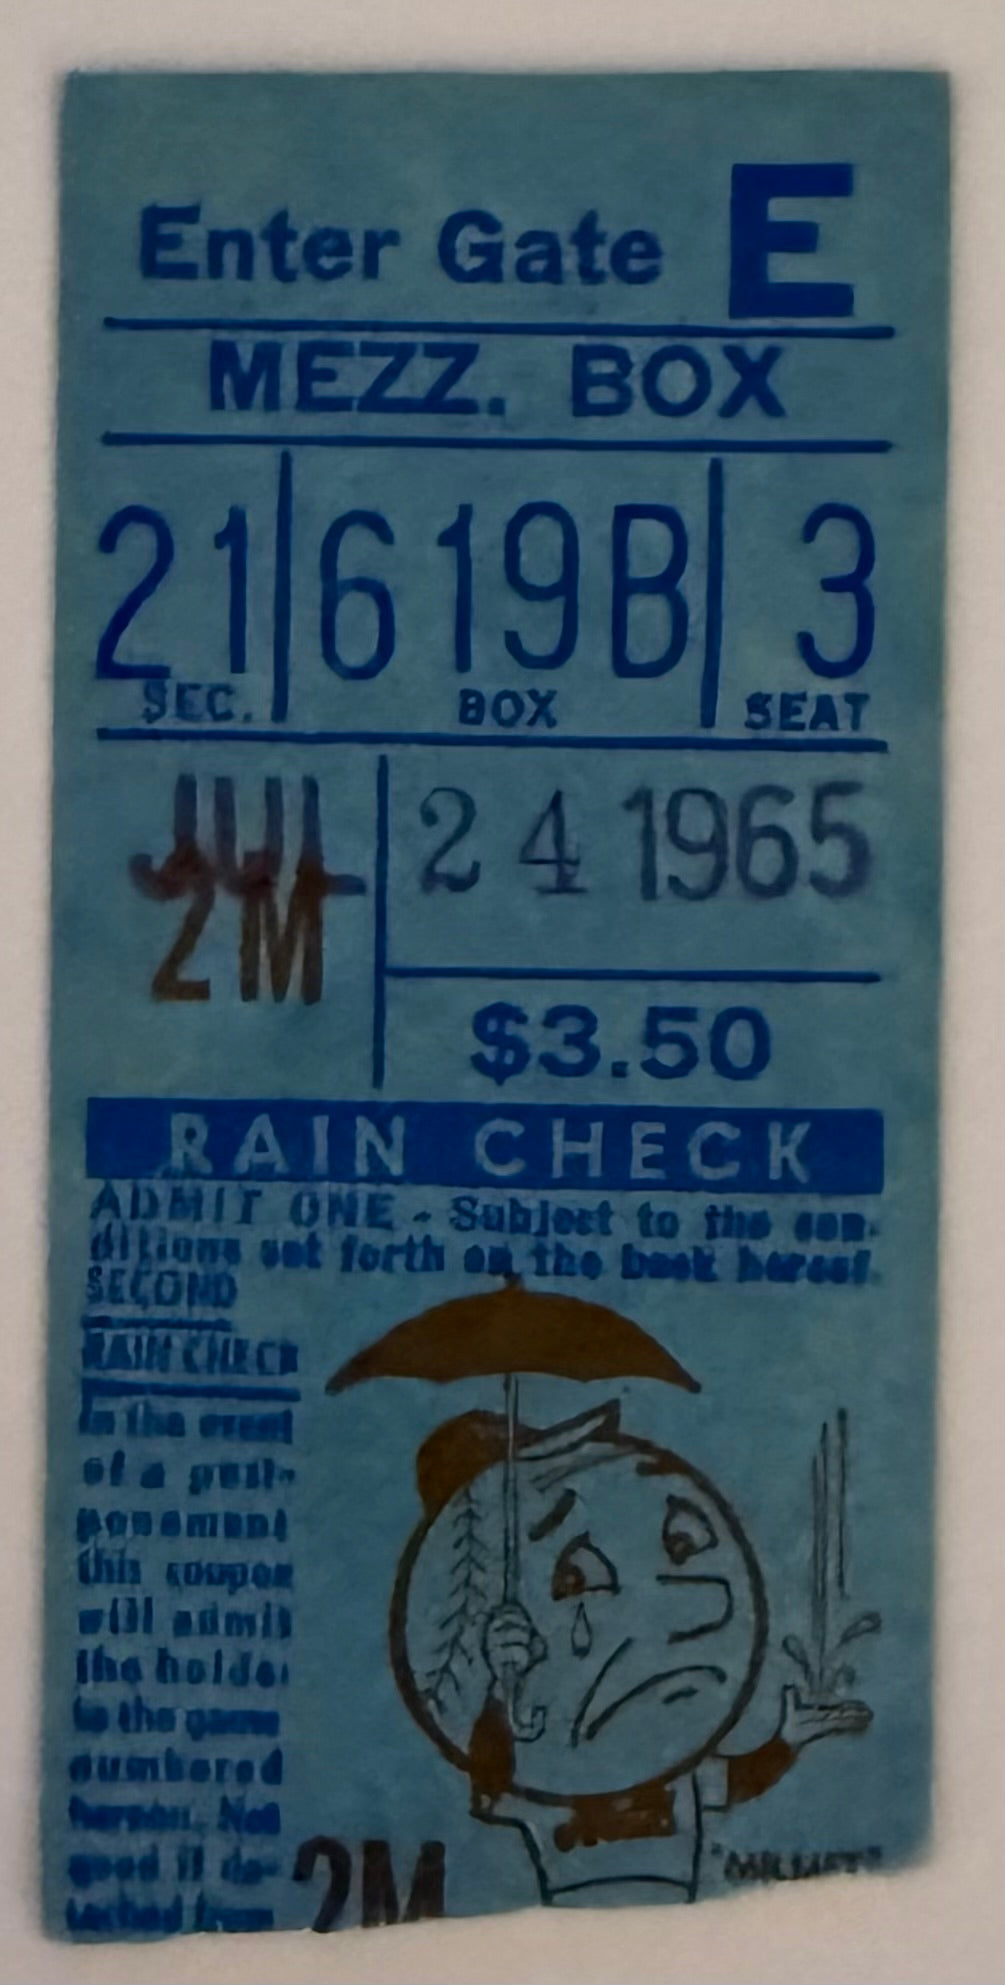 Enter Gate E
MEZZ. BOX
21 619B 3
SEC. BOX SEAT
JUL 24 1965
2M
$3.50
RAIN CHECK
ADMIT ONE - Subject to the con-
ditions set forth on the back hereof.
SECOND
RAIN CHECK
In the event
of a post-
ponement
this coupon
will admit
the holder
to the game
numbered
hereon. Not
good if de-
tached from
2M
"MR. MET"